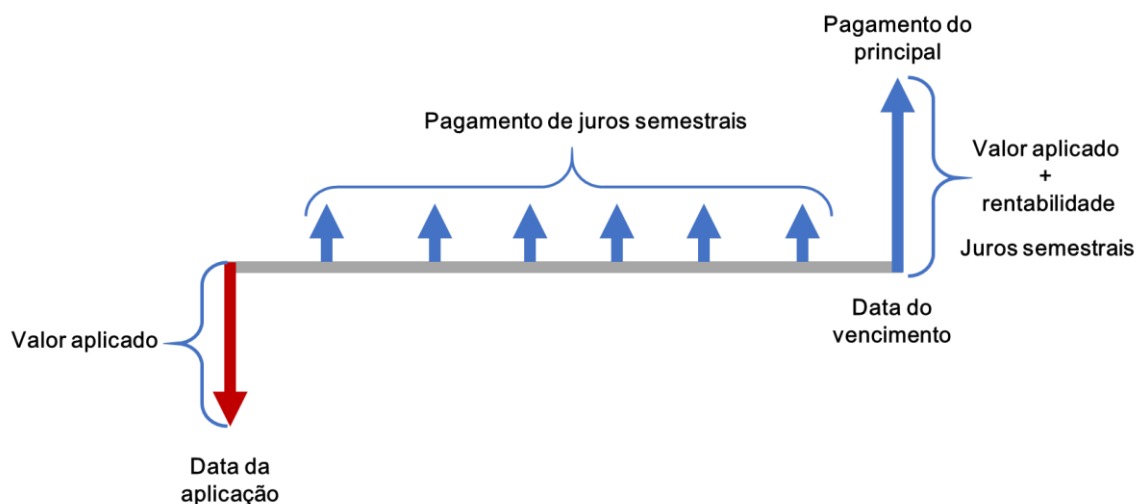 Pagamento do
principal
Pagamento de juros semestrais
Valor aplicado
+
rentabilidade
Juros semestrais
Valor aplicado
Data do
vencimento
Data da
aplicação